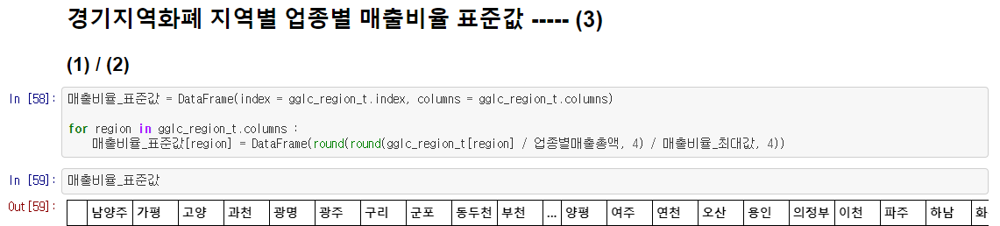 경기지역화폐 지역별 업종별 매출비율 표준값 ----- (3)
(1) / (2)
In [58]: 매출비율_표준값 = DataFrame(index = gglc_region_t.index, columns = gglc_region_t.columns)
for region in gglc_region_t.columns :
매출비율_표준값[region] = DataFrame(round(round(gglc_region_t[region] / 업종별매출총액, 4) / 매출비율_최대값, 4))
In [59]: 매출비율_표준값
Out[59]: 남양주 가평 고양 과천 광명 광주 구리 군포 동두천 부천 ... 양평 여주 연천 오산 용인 의정부 이천 파주 하남 화